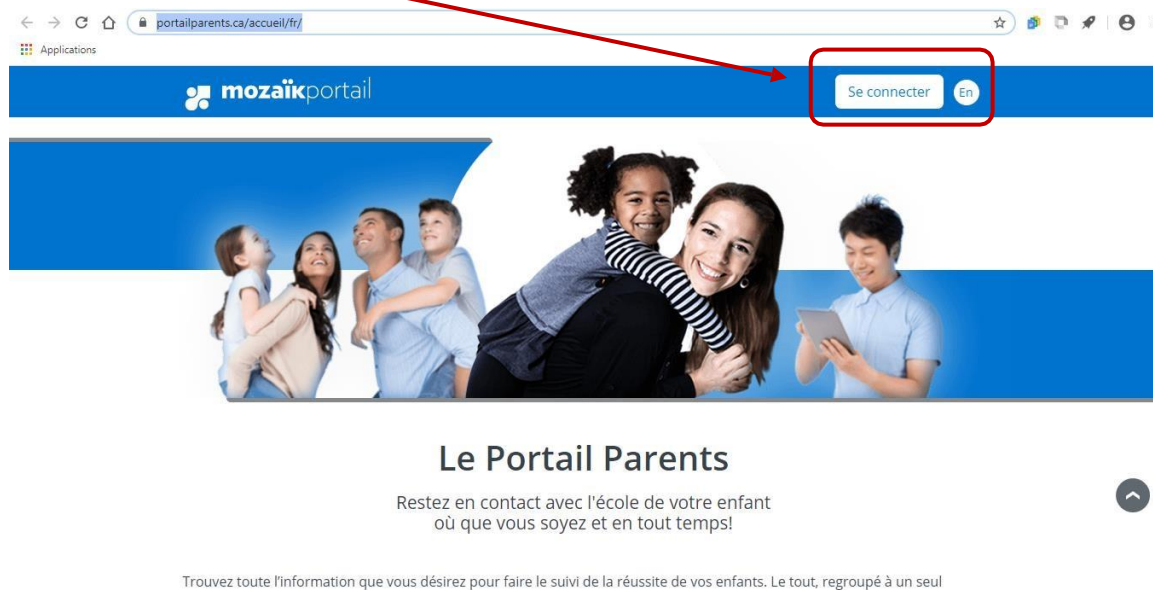 portailparents.ca/accueil/fr/
Applications
mozaïkportail
Se connecter
En
Le Portail Parents
Restez en contact avec l'école de votre enfant
où que vous soyez et en tout temps!
Trouvez toute l'information que vous désirez pour faire le suivi de la réussite de vos enfants. Le tout, regroupé à un seul